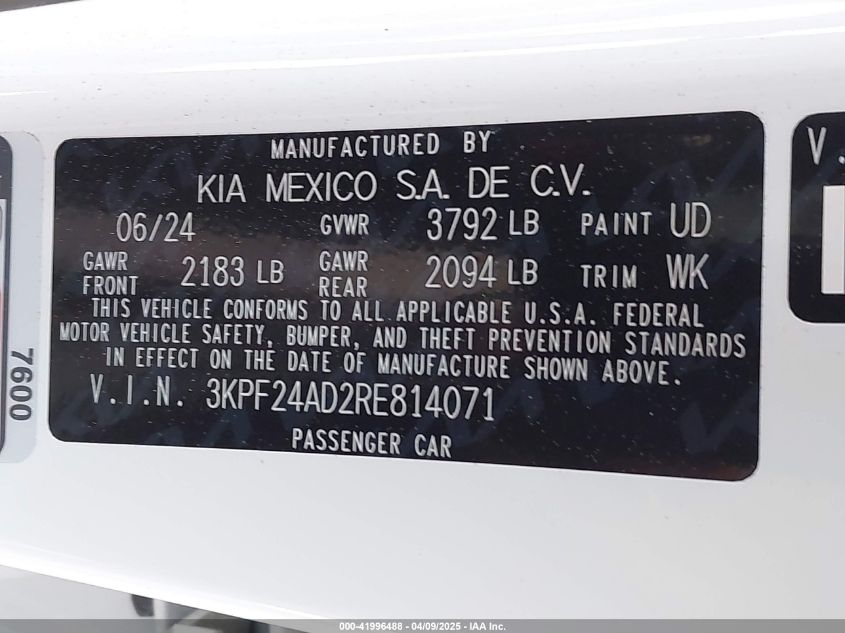 MANUFACTURED BY
KIA MEXICO S.A. DE C.V.
06/24 GVWR 3792 LB PAINT UD
GAWR FRONT 2183 LB GAWR REAR 2094 LB TRIM WK
THIS VEHICLE CONFORMS TO ALL APPLICABLE U.S.A. FEDERAL
MOTOR VEHICLE SAFETY, BUMPER, AND THEFT PREVENTION STANDARDS
IN EFFECT ON THE DATE OF MANUFACTURE SHOWN ABOVE.
V.I.N. 3KPF24AD2RE814071
PASSENGER CAR
7600
V.
000-41996488 - 04/09/2025 - IAA Inc.